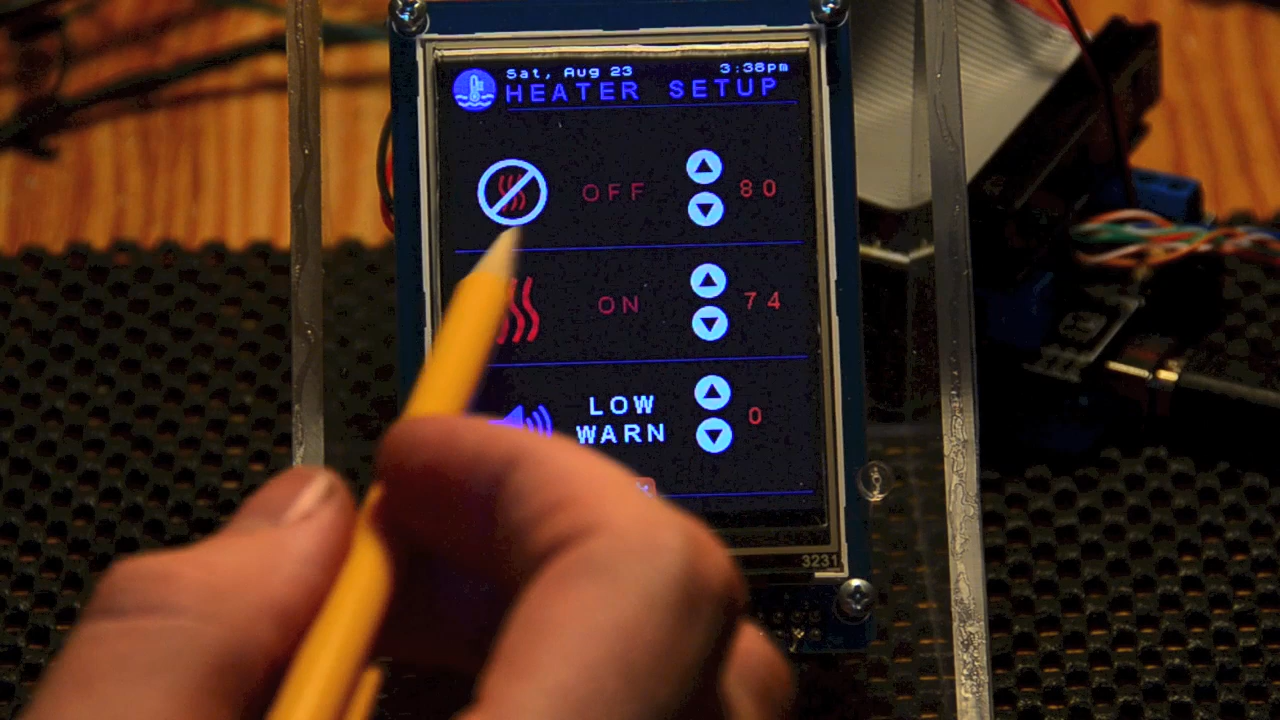 Sat, Aug 23 3:38pm
HEATER SETUP
OFF 80
ON 74
LOW
WARN 0
3231